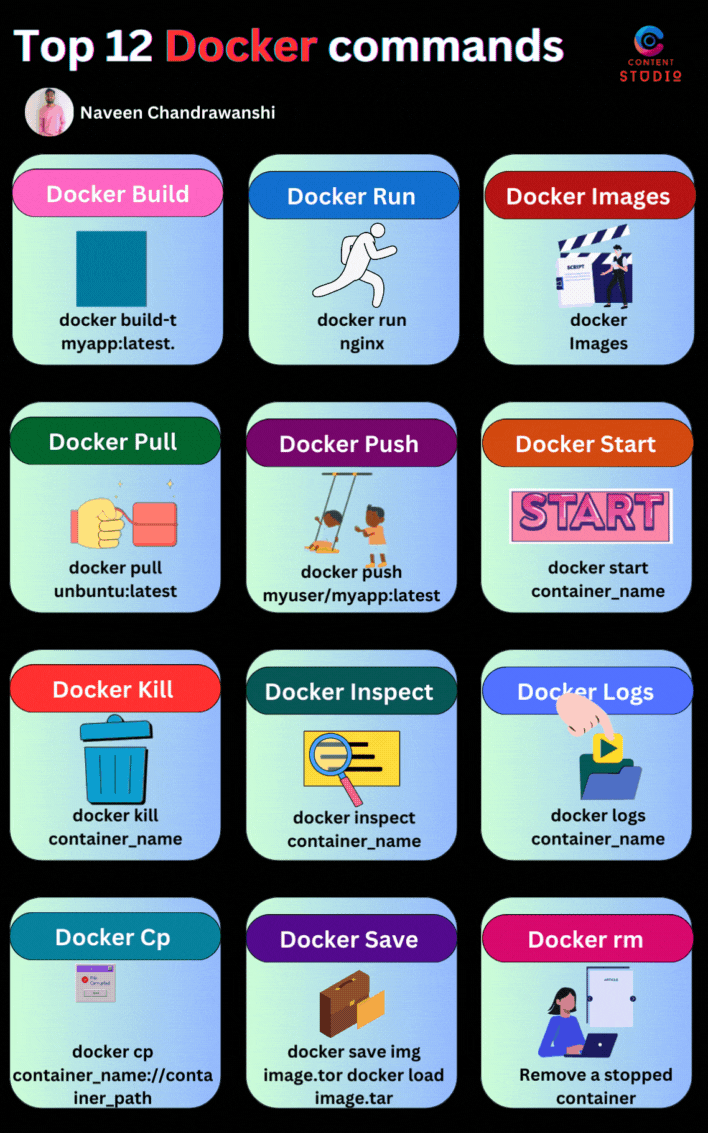 Top 12 Docker commands
CONTENT
STUDIO
Naveen Chandrawanshi
Docker Build
docker build-t
myapp:latest.
Docker Run
docker run
nginx
Docker Images
SCRIPT
docker
Images
Docker Pull
docker pull
unbuntu:latest
Docker Push
docker push
myuser/myapp:latest
Docker Start
START
docker start
container_name
Docker Kill
docker kill
container_name
Docker Inspect
docker inspect
container_name
Docker Logs
docker logs
container_name
Docker Cp
File
Corrupted
docker cp
container_name://conta
iner_path
Docker Save
docker save img
image.tor docker load
image.tar
Docker rm
ARTICLE
Remove a stopped
container